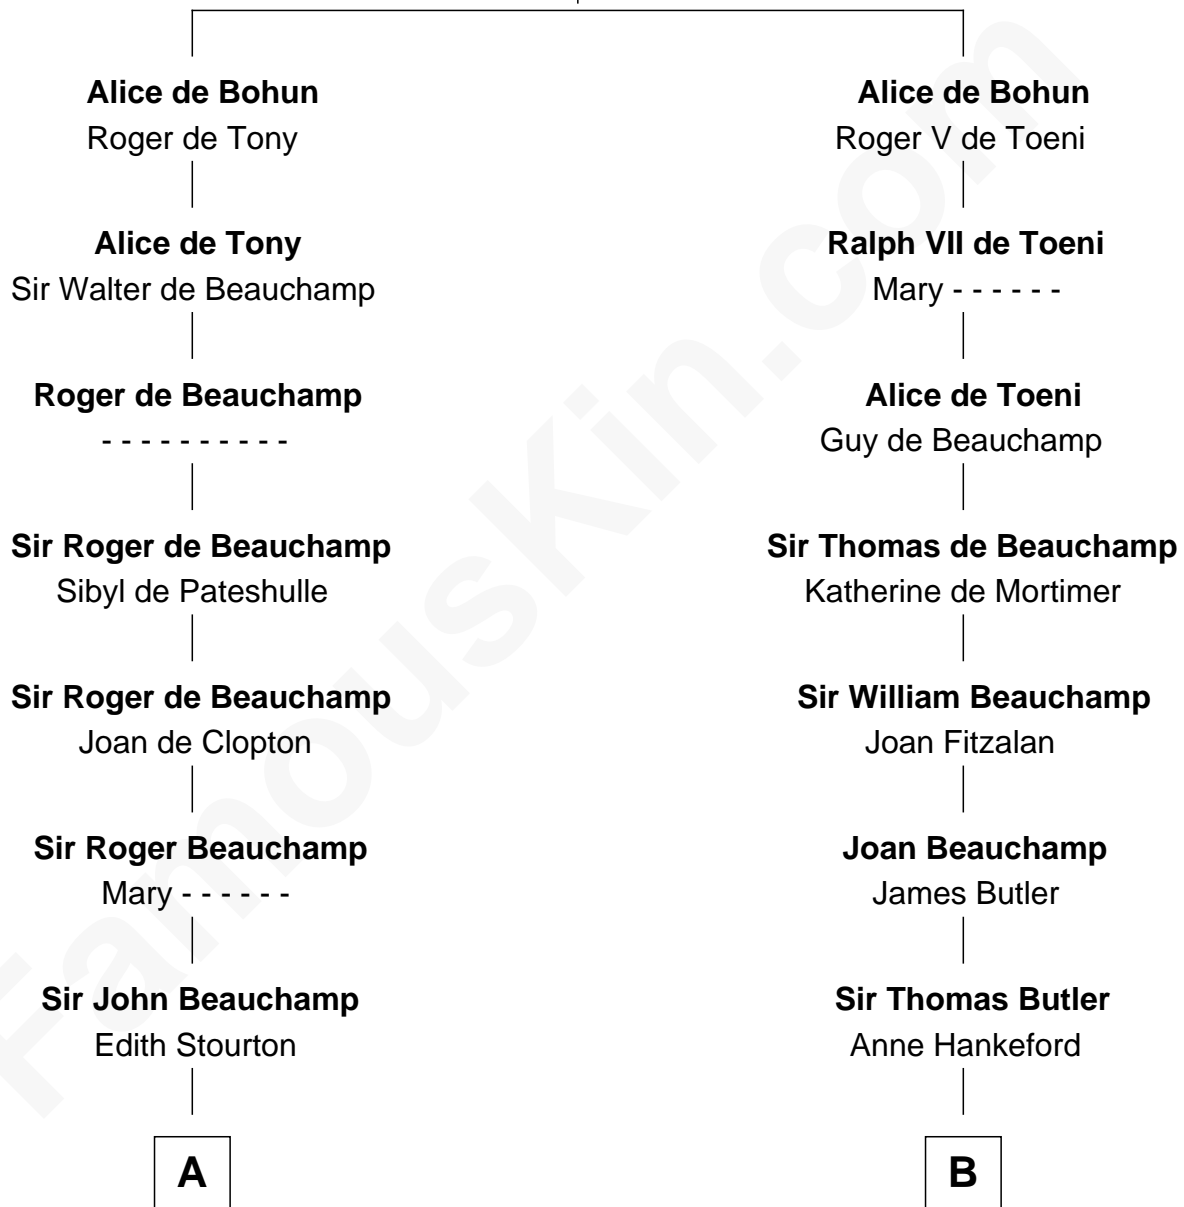 Alice de Bohun
Roger de Tony
Alice de Tony
Sir Walter de Beauchamp
Roger de Beauchamp
- - - - - - - - - -
Sir Roger de Beauchamp
Sibyl de Pateshulle
Sir Roger de Beauchamp
Joan de Clopton
Sir Roger Beauchamp
Mary - - - - - -
Sir John Beauchamp
Edith Stourton
A
Alice de Bohun
Roger V de Toeni
Ralph VII de Toeni
Mary - - - - - -
Alice de Toeni
Guy de Beauchamp
Sir Thomas de Beauchamp
Katherine de Mortimer
Sir William Beauchamp
Joan Fitzalan
Joan Beauchamp
James Butler
Sir Thomas Butler
Anne Hankeford
B
FamousKin.com